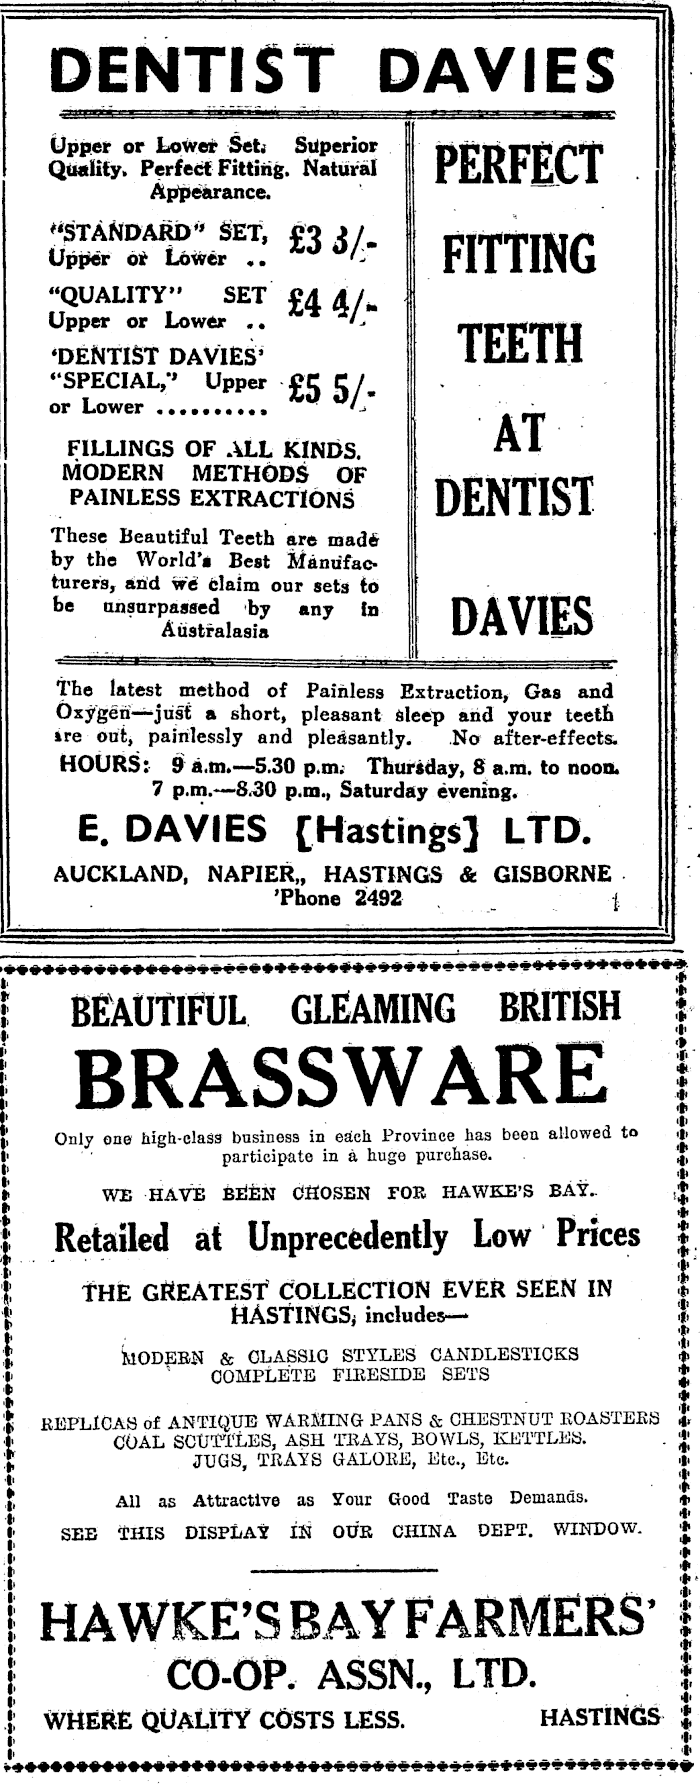 DENTIST DAVIES
Upper or Lower Set: Superior
Quality. Perfect Fitting. Natural
Appearance.
"STANDARD" SET,
Upper or Lower ..
£3 3/-
"QUALITY" SET
Upper or Lower ..
£4 4/-
'DENTIST DAVIES'
"SPECIAL," Upper
or Lower ..........
£5 5/-
FILLINGS OF ALL KINDS.
MODERN METHODS OF
PAINLESS EXTRACTIONS
These Beautiful Teeth are made
by the World's Best Manufac-
turers, and we claim our sets to
be unsurpassed by any in
Australasia
PERFECT
FITTING
TEETH
AT
DENTIST
DAVIES
The latest method of Painless Extraction, Gas and
Oxygen—just a short, pleasant sleep and your teeth
are out, painlessly and pleasantly. No after-effects.
HOURS: 9 a.m.—5.30 p.m. Thursday, 8 a.m. to noon.
7 p.m.—8.30 p.m., Saturday evening.
E. DAVIES [Hastings] LTD.
AUCKLAND, NAPIER,, HASTINGS & GISBORNE
'Phone 2492
BEAUTIFUL GLEAMING BRITISH
BRASSWARE
Only one high-class business in each Province has been allowed to
participate in a huge purchase.
WE HAVE BEEN CHOSEN FOR HAWKE'S BAY.
Retailed at Unprecedently Low Prices
THE GREATEST COLLECTION EVER SEEN IN
HASTINGS, includes—
MODERN & CLASSIC STYLES CANDLESTICKS
COMPLETE FIRESIDE SETS
REPLICAS of ANTIQUE WARMING PANS & CHESTNUT ROASTERS
COAL SCUTTLES, ASH TRAYS, BOWLS, KETTLES.
JUGS, TRAYS GALORE, Etc., Etc.
All as Attractive as Your Good Taste Demands.
SEE THIS DISPLAY IN OUR CHINA DEPT. WINDOW.
HAWKE'S BAY FARMERS'
CO-OP. ASSN., LTD.
WHERE QUALITY COSTS LESS. HASTINGS